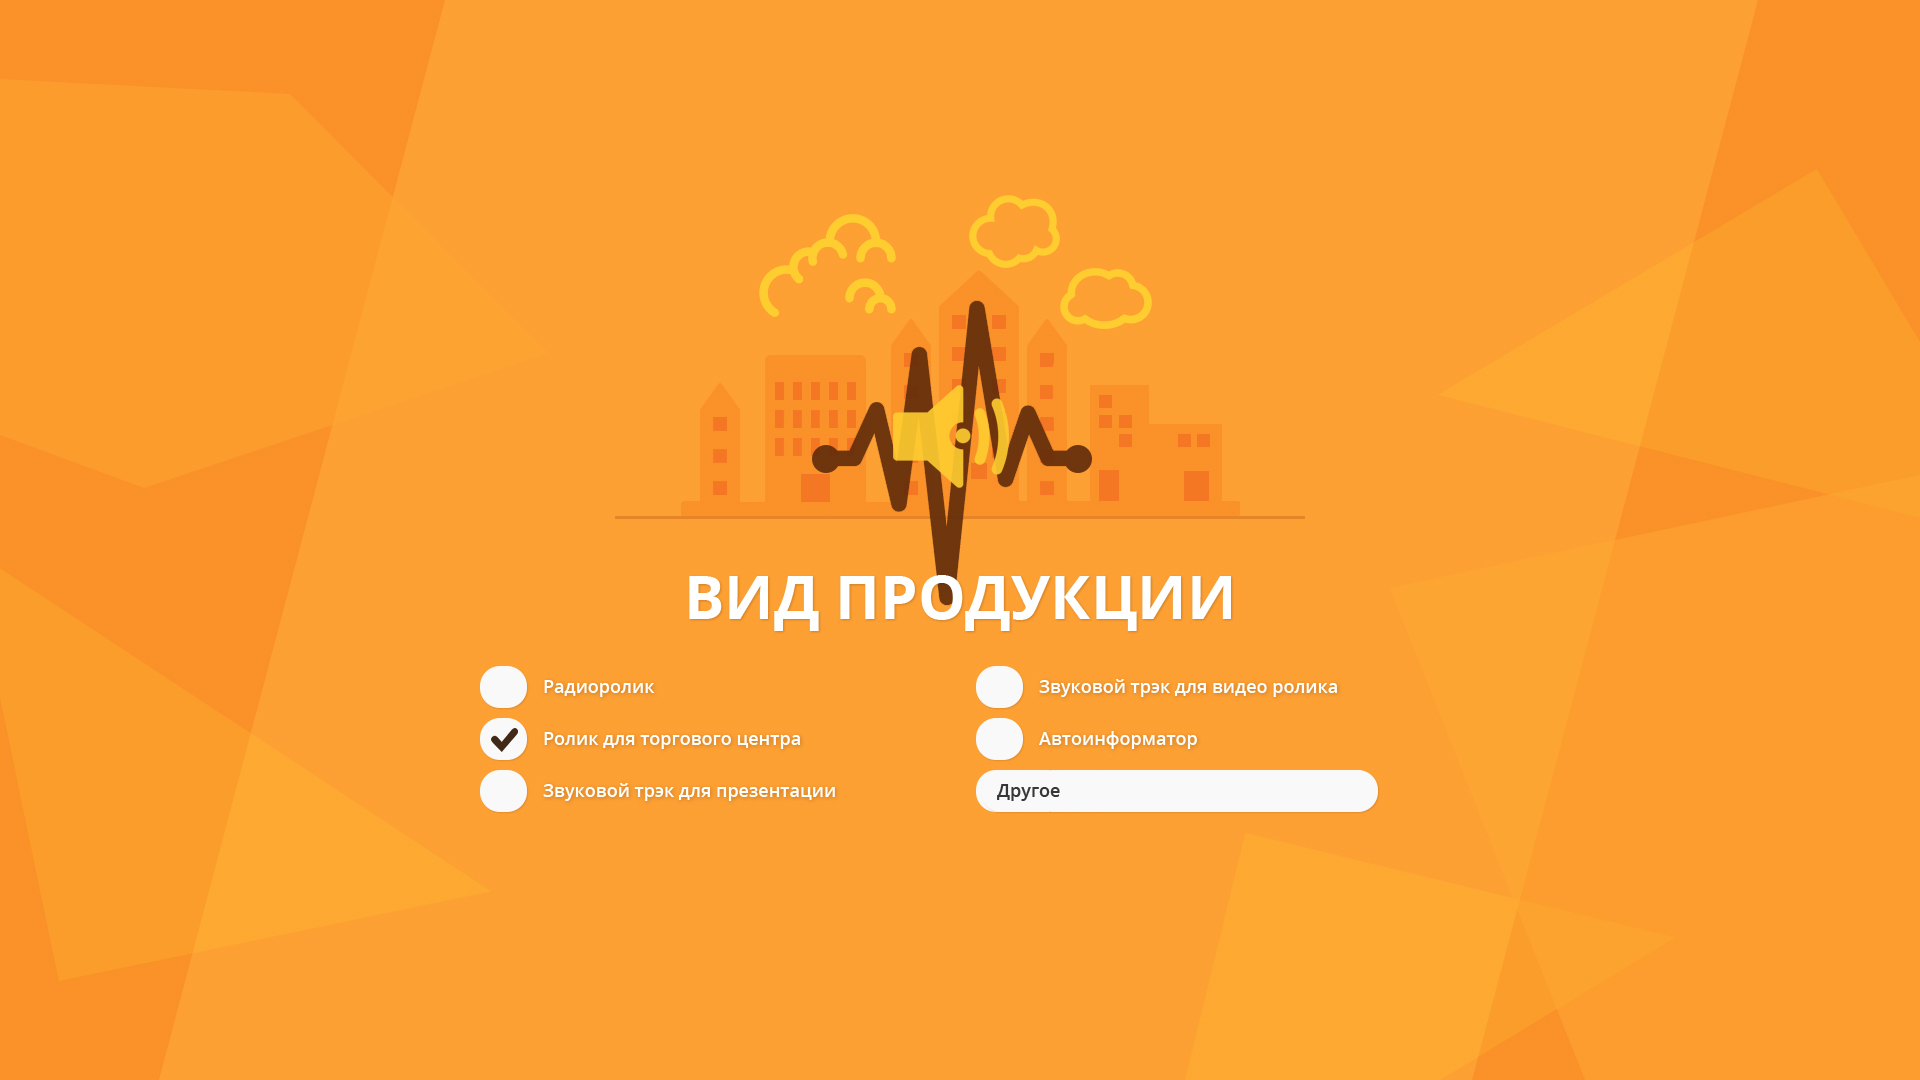 ВИД ПРОДУКЦИИ
Радиоролик
Ролик для торгового центра
Звуковой трэк для презентации
Звуковой трэк для видео ролика
Автоинформатор
Другое